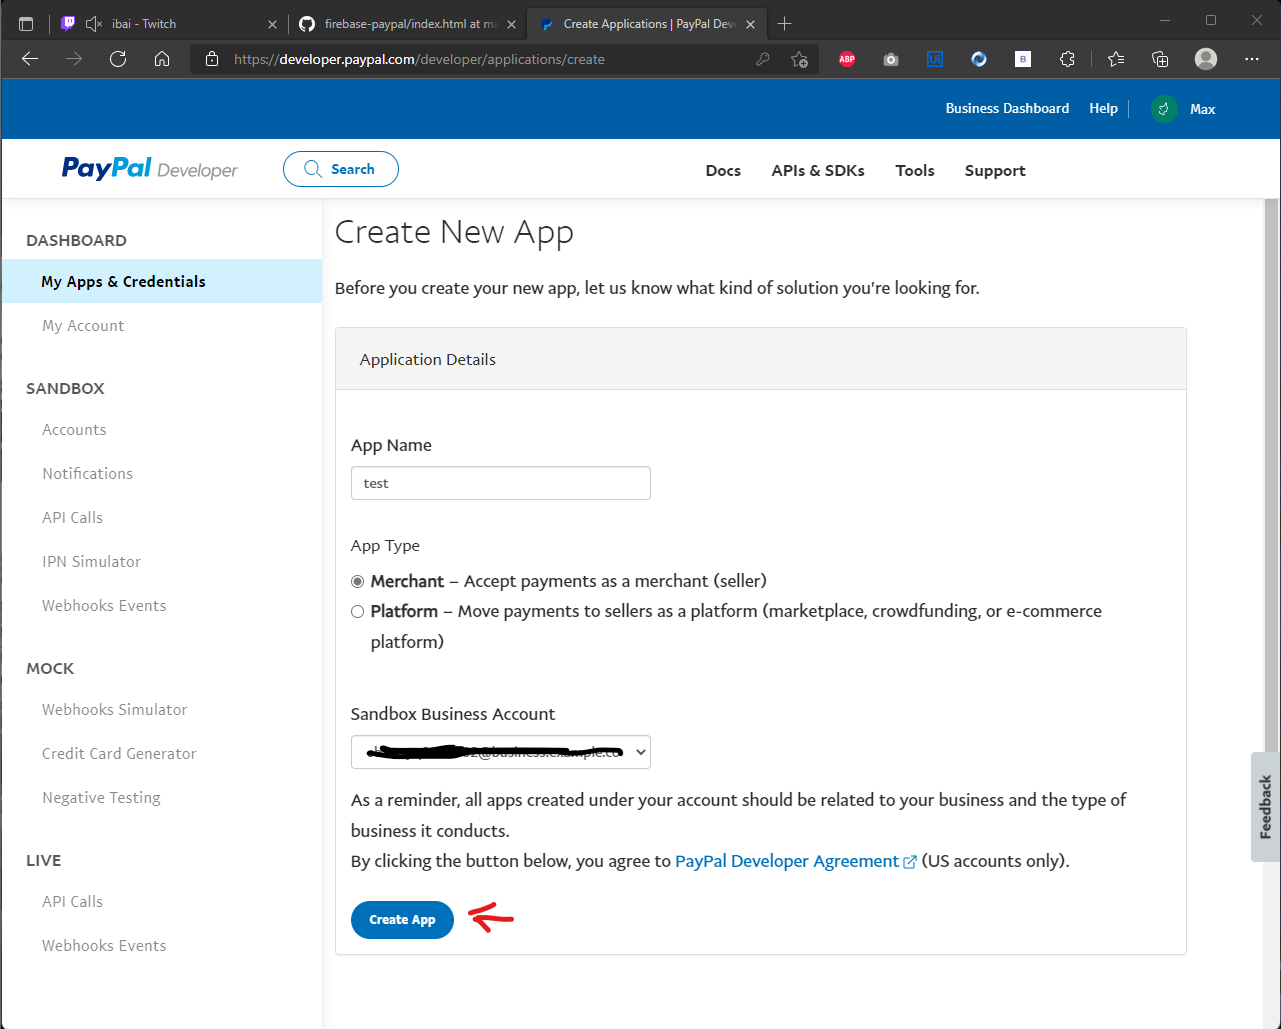 ibai - Twitch
firebase-paypal/index.html at ma
Create Applications | PayPal Deve
https://developer.paypal.com/developer/applications/create
ABP
Ui
B
Business Dashboard
Help
Max
PayPal Developer
Search
Docs
APIs & SDKs
Tools
Support
DASHBOARD
My Apps & Credentials
My Account
SANDBOX
Accounts
Notifications
API Calls
IPN Simulator
Webhooks Events
MOCK
Webhooks Simulator
Credit Card Generator
Negative Testing
LIVE
API Calls
Webhooks Events
Create New App
Before you create your new app, let us know what kind of solution you’re looking for.
Application Details
App Name
test
App Type
Merchant – Accept payments as a merchant (seller)
Platform – Move payments to sellers as a platform (marketplace, crowdfunding, or e-commerce
platform)
Sandbox Business Account
As a reminder, all apps created under your account should be related to your business and the type of
business it conducts.
By clicking the button below, you agree to PayPal Developer Agreement (US accounts only).
Create App
Feedback